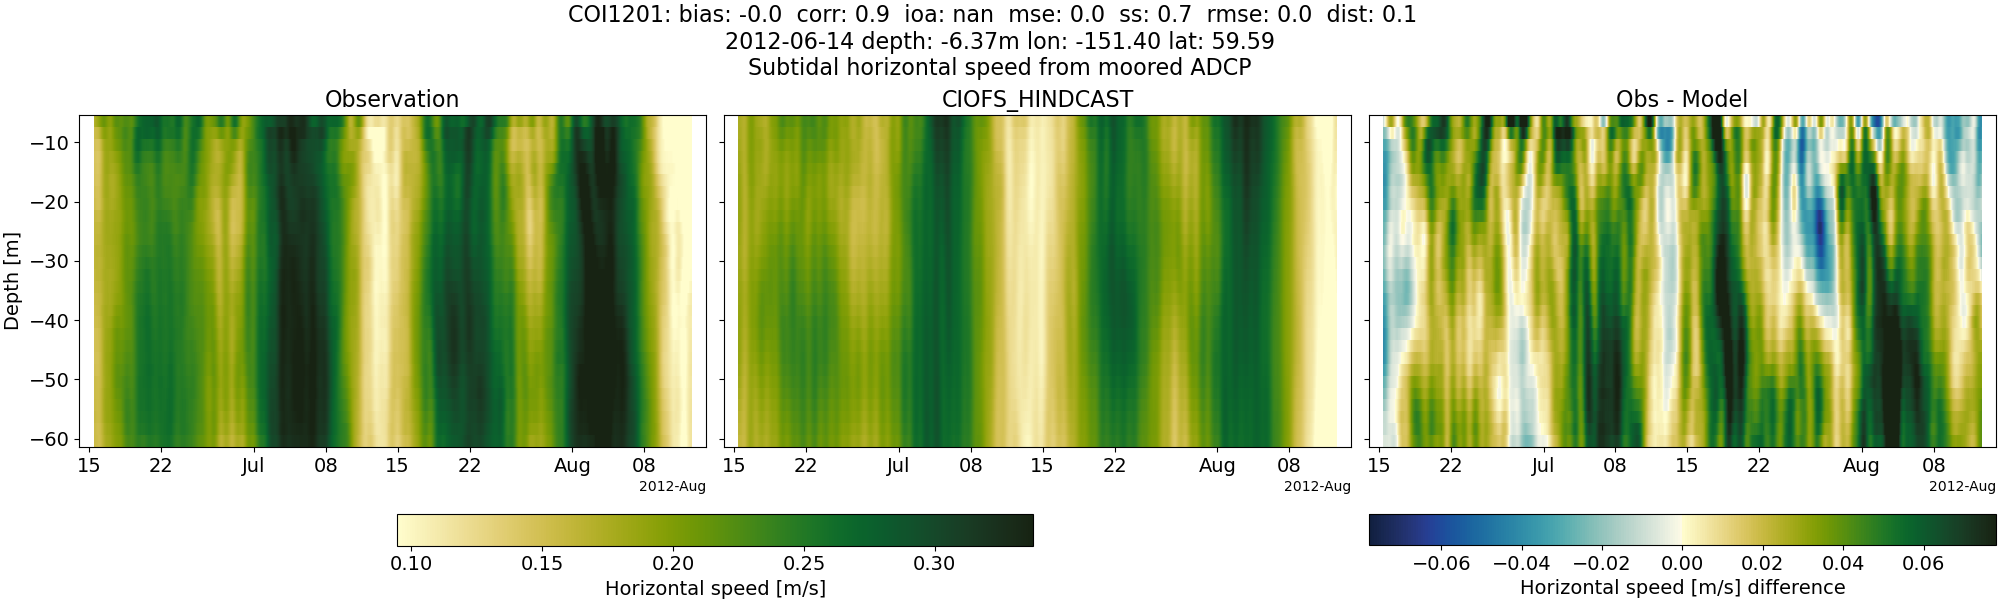 COI1201: bias: -0.0  corr: 0.9  ioa: nan  mse: 0.0  ss: 0.7  rmse: 0.0  dist: 0.1
2012-06-14 depth: -6.37m lon: -151.40 lat: 59.59
Subtidal horizontal speed from moored ADCP
Observation
CIOFS_HINDCAST
Obs - Model
Depth [m]
−10
−20
−30
−40
−50
−60
15 22 Jul 08 15 22 Aug 08
2012-Aug
15 22 Jul 08 15 22 Aug 08
2012-Aug
15 22 Jul 08 15 22 Aug 08
2012-Aug
0.10 0.15 0.20 0.25 0.30
Horizontal speed [m/s]
−0.06 −0.04 −0.02 0.00 0.02 0.04 0.06
Horizontal speed [m/s] difference